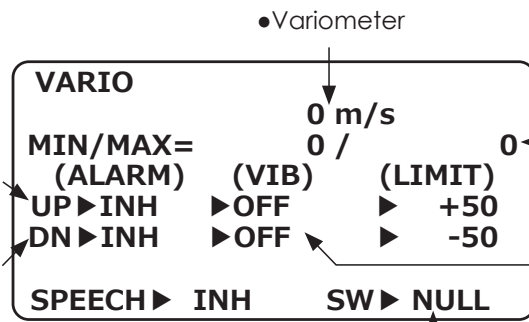 ●Variometer
VARIO
0 m/s
MIN/MAX= 0 / 0
(ALARM) (VIB) (LIMIT)
UP▶INH ▶OFF ▶ +50
DN▶INH ▶OFF ▶ -50
SPEECH▶ INH SW▶ NULL